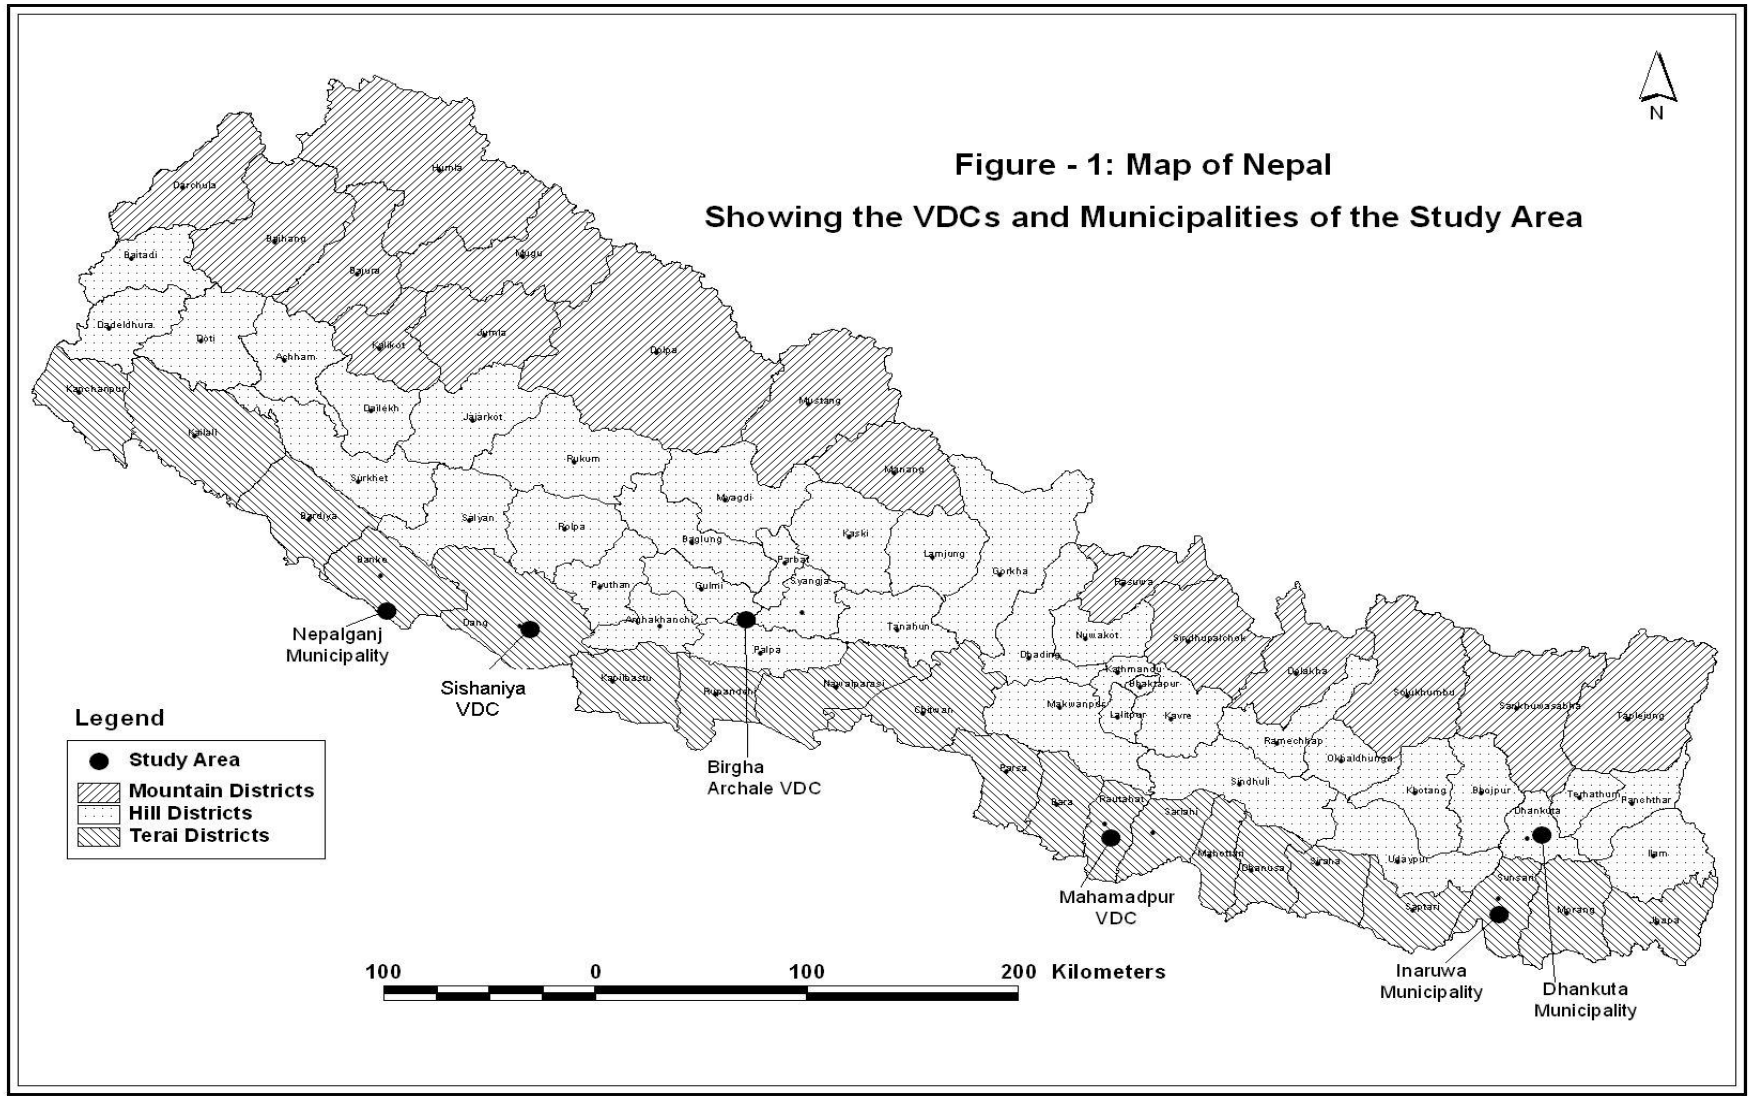 N
Figure - 1: Map of Nepal
Showing the VDCs and Municipalities of the Study Area
Humla
Darchula
Bajhang
Baitadi
Mugu
Bajura
Dadeldhura
Doti
Jumla
Kalikot
Dolpa
Achham
Kanchanpur
Mustang
Dailekh
Jajarkot
Kailali
Rukum
Manang
Surkhet
Myagdi
Bardiya
Salyan
Rolpa
Baglung
Kaski
Lamjung
Banke
Parbat
Gorkha
Syangja
Rasuwa
Pyuthan
Gulmi
Dang
Arghakhanchi
Tanahun
Nuwakot
Sindhupalchok
Nepalganj
Municipality
Palpa
Dhading
Kathmandu
Dolakha
Bhaktapur
Kapilbastu
Rupandehi
Nawalparasi
Solukhumbu
Sishaniya
VDC
Chitwan
Makwanpur
Lalitpur
Kavre
Sankhuwasabha
Taplejung
Legend
Ramechhap
Okhaldhunga
Study Area
Birgha
Archale VDC
Parsa
Sindhuli
Mountain Districts
Hill Districts
Terai Districts
Bara
Rautahat
Sarlahi
Khotang
Bhojpur
Terhathum
Panchthar
Dhankuta
Mahottari
Dhanusa
Siraha
Udaypur
Ilam
Sunsari
Saptari
Morang
Jhapa
Mahamadpur
VDC
100 0 100 200 Kilometers
Inaruwa
Municipality
Dhankuta
Municipality